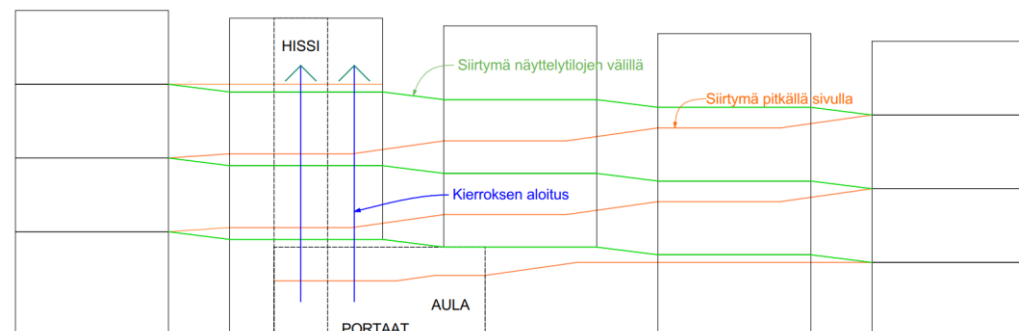 HISSI
Siirtymä näyttelytilojen välillä
Siirtymä pitkällä sivulla
Kierroksen aloitus
AULA
PORTAAT